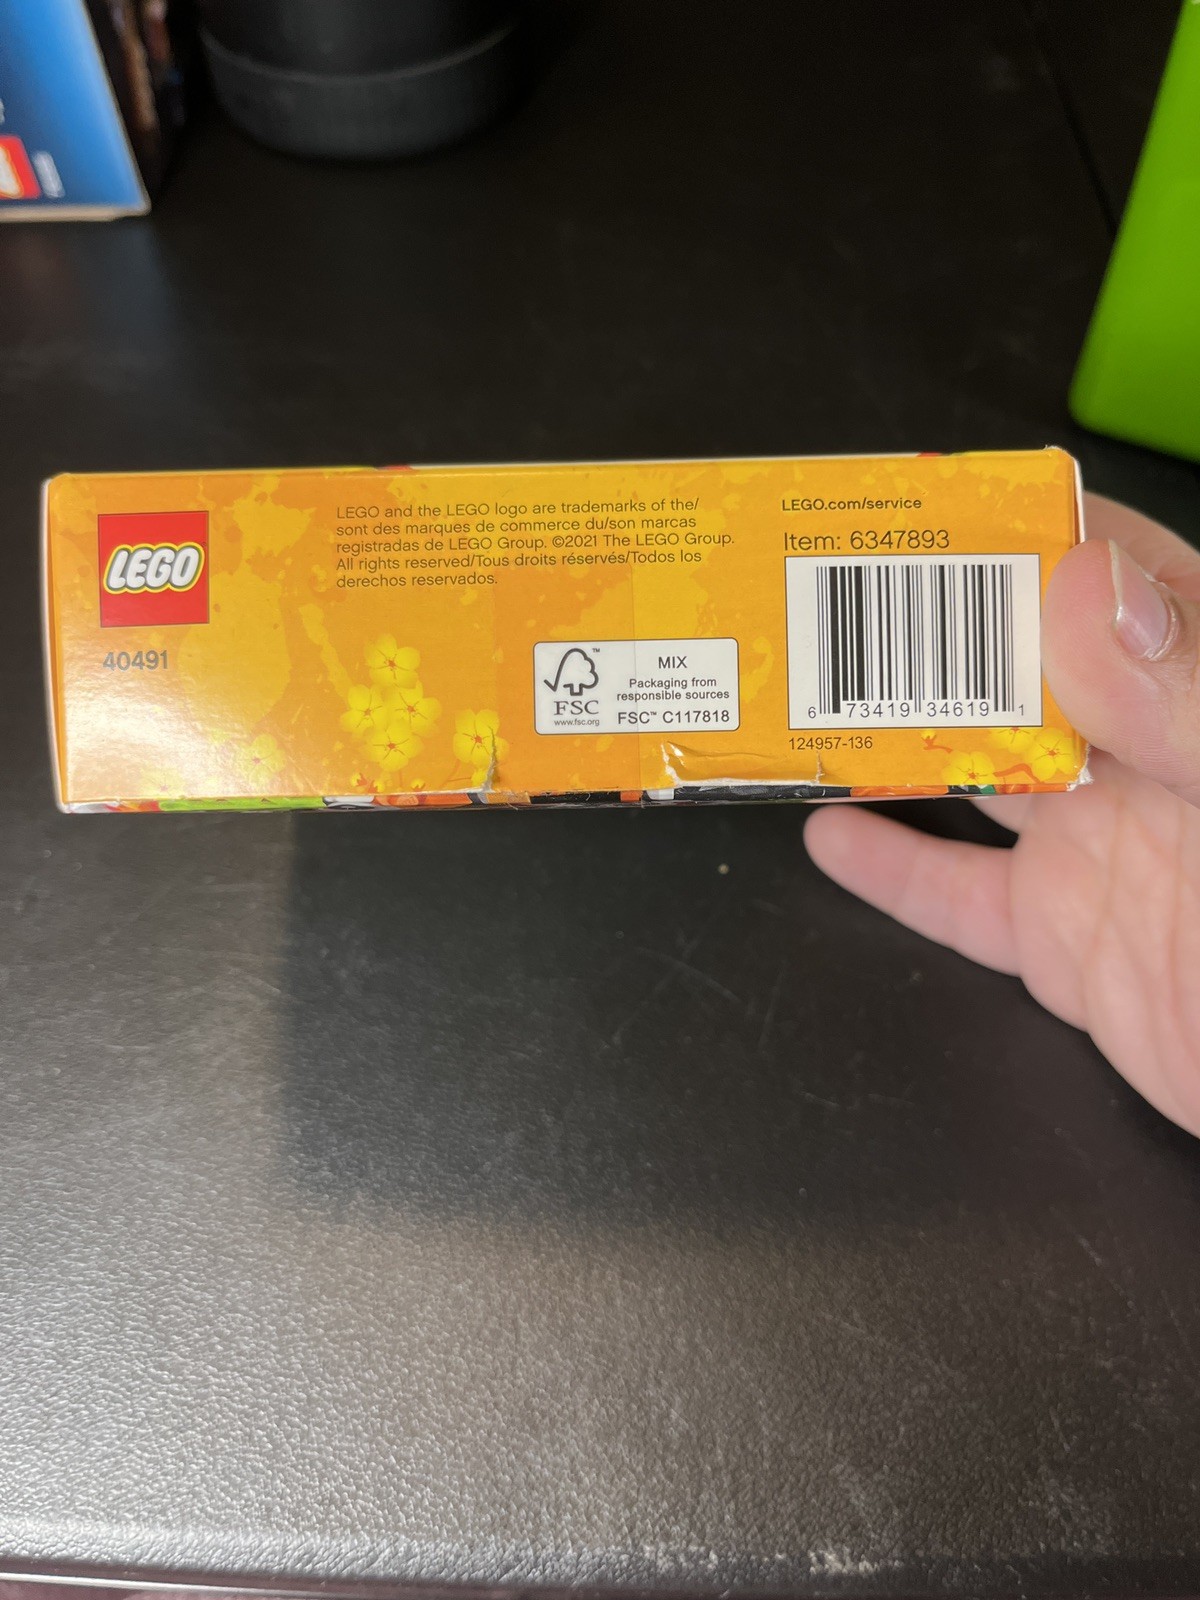 LEGO
40491
LEGO and the LEGO logo are trademarks of the/
sont des marques de commerce du/son marcas
registradas de LEGO Group. ©2021 The LEGO Group.
All rights reserved/Tous droits réservés/Todos los
derechos reservados.
FSC
www.fsc.org
™
MIX
Packaging from
responsible sources
FSC™ C117818
LEGO.com/service
Item: 6347893
6 73419 34619 1
124957-136